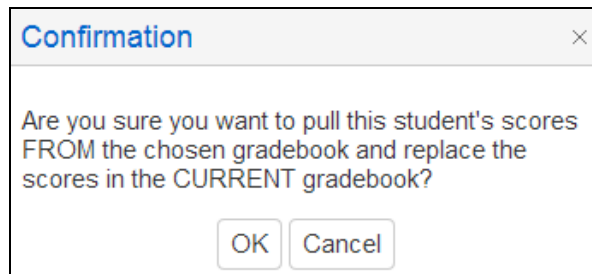 Confirmation
Are you sure you want to pull this student's scores
FROM the chosen gradebook and replace the
scores in the CURRENT gradebook?
OK Cancel